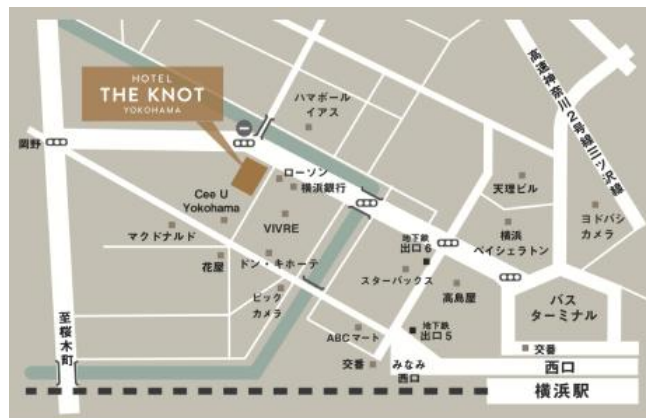 HOTEL
THE KNOT
YOKOHAMA
ハマボール
イアス
高速神奈川2号線三ツ沢線
岡野
ローソン
横浜銀行
Cee U
Yokohama
VIVRE
マクドナルド
花屋
ドン・キホーテ
ビック
カメラ
天理ビル
ヨドバシ
カメラ
横浜
ベイシェラトン
地下鉄
出口6
スターバックス
高島屋
バス
ターミナル
至桜木町
ABCマート
地下鉄
出口5
交番
みなみ
西口
交番
西口
横浜駅